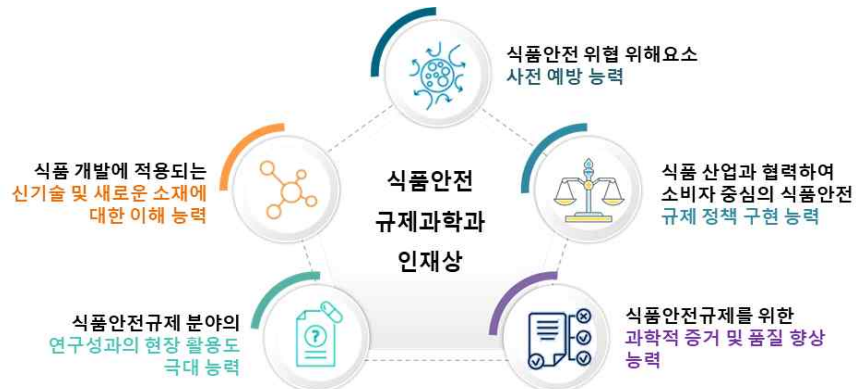 식품안전 위협 위해요소
사전 예방 능력
식품 개발에 적용되는
신기술 및 새로운 소재에
대한 이해 능력
식품안전
규제과학과
인재상
식품 산업과 협력하여
소비자 중심의 식품안전
규제 정책 구현 능력
식품안전규제 분야의
연구성과의 현장 활용도
극대 능력
?
식품안전규제를 위한
과학적 증거 및 품질 향상
능력